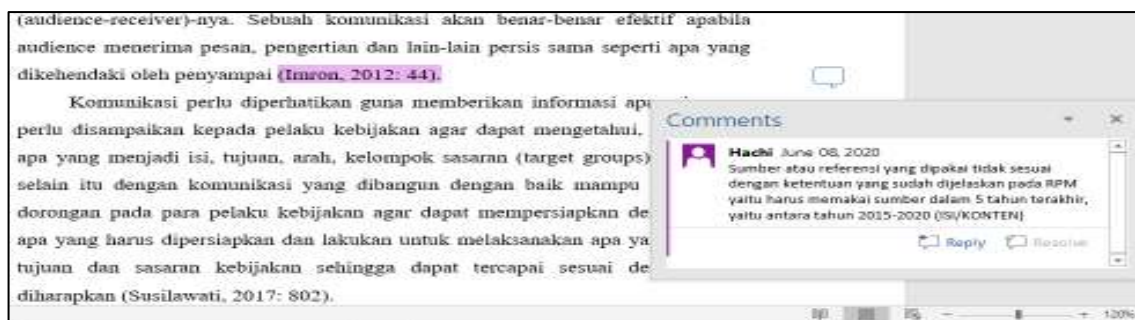 (audience-receiver)-nya. Sebuah komunikasi akan benar-benar efektif apabila
audience menerima pesan, pengertian dan lain-lain persis sama seperti apa yang
dikehendaki oleh penyampai (Imron, 2012: 44).
Komunikasi perlu diperhatikan guna memberikan informasi apa
perlu disampaikan kepada pelaku kebijakan agar dapat mengetahui,
apa yang menjadi isi, tujuan, arah, kelompok sasaran (target groups)
selain itu dengan komunikasi yang dibangun dengan baik mampu
dorongan pada para pelaku kebijakan agar dapat mempersiapkan de
apa yang harus dipersiapkan dan lakukan untuk melaksanakan apa ya
tujuan dan sasaran kebijakan sehingga dapat tercapai sesuai de
diharapkan (Susilawati, 2017: 802).
Comments
Hachi June 08, 2020
Sumber atau referensi yang dipakai tidak sesuai
dengan ketentuan yang sudah dijelaskan pada RPM
yaitu harus memakai sumber dalam 5 tahun terakhir,
yaitu antara tahun 2015-2020 (ISI/KONTEN)
Reply Resolve
120%